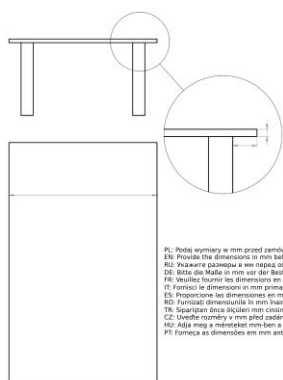 PL: Podaj wymiary w mm przed zamów
EN: Provide the dimensions in mm bef
RU: Укажите размеры в мм перед
DE: Bitte die Maße in mm vor der Best
FR: Veuillez fournir les dimensions en
IT: Fornisci le dimensioni in mm prima
ES: Proporcione las dimensiones en m
RO: Furnizați dimensiunile în mm înain
TR: Siparişten önce ölçüleri mm cinsin
CZ: Uveďte rozměry v mm před zadán
HU: Adja meg a méreteket mm-ben a
PT: Forneça as dimensões em mm ant